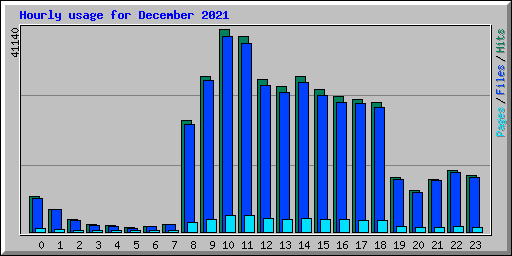 Hourly usage for December 2021
41140
Pages/Files/Hits
0 1 2 3 4 5 6 7 8 9 10 11 12 13 14 15 16 17 18 19 20 21 22 23